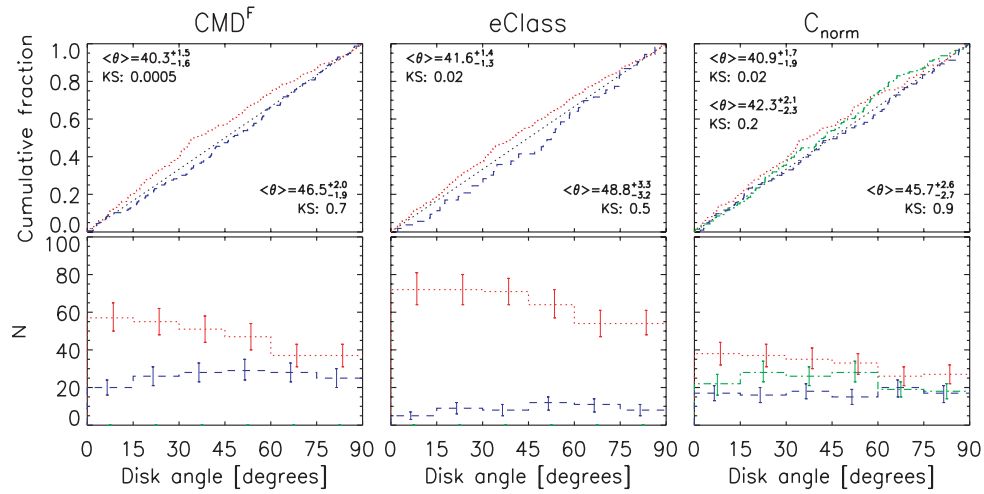 CMD^F eClass C_norm
Cumulative fraction
1.0
0.8
0.6
0.4
0.2
0.0
<θ>=40.3^{+1.5}_{-1.6}
KS: 0.0005
<θ>=46.5^{+2.0}_{-1.9}
KS: 0.7
<θ>=41.6^{+1.4}_{-1.3}
KS: 0.02
<θ>=48.8^{+3.3}_{-3.2}
KS: 0.5
<θ>=40.9^{+1.7}_{-1.9}
KS: 0.02
<θ>=42.3^{+2.1}_{-2.3}
KS: 0.2
<θ>=45.7^{+2.6}_{-2.7}
KS: 0.9
N
100
80
60
40
20
0
0 15 30 45 60 75 90 15 30 45 60 75 90 15 30 45 60 75 90
Disk angle [degrees] Disk angle [degrees] Disk angle [degrees]